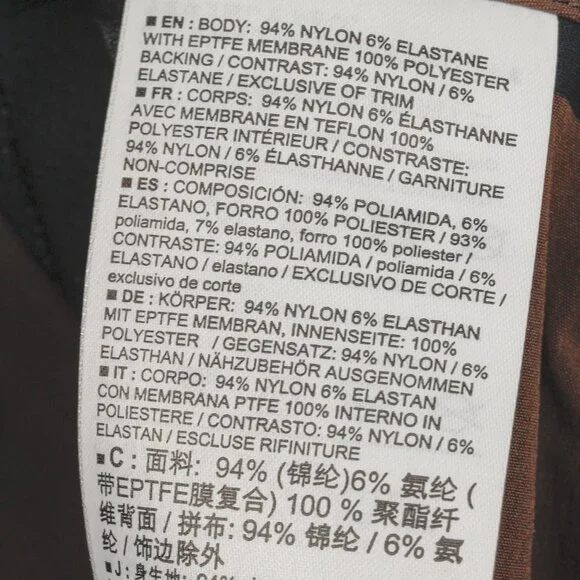 ■ EN : BODY: 94% NYLON 6% ELASTANE
WITH EPTFE MEMBRANE 100% POLYESTER
BACKING / CONTRAST: 94% NYLON / 6%
ELASTANE / EXCLUSIVE OF TRIM
■ FR : CORPS: 94% NYLON 6% ÉLASTHANNE
AVEC MEMBRANE EN TEFLON 100%
POLYESTER INTÉRIEUR / CONSTRASTE:
94% NYLON / 6% ÉLASTHANNE / GARNITURE
NON-COMPRISE
■ ES : COMPOSICIÓN: 94% POLIAMIDA, 6%
ELASTANO, FORRO 100% POLIESTER / 93%
poliamida, 7% elastano, forro 100% poliester /
CONTRASTE: 94% POLIAMIDA / poliamida / 6%
ELASTANO / elastano / EXCLUSIVO DE CORTE /
exclusivo de corte
■ DE : KÖRPER: 94% NYLON 6% ELASTHAN
MIT EPTFE MEMBRAN, INNENSEITE: 100%
POLYESTER / GEGENSATZ: 94% NYLON / 6%
ELASTHAN / NÄHZUBEHÖR AUSGENOMMEN
■ IT : CORPO: 94% NYLON 6% ELASTAN
CON MEMBRANA PTFE 100% INTERNO IN
POLIESTERE / CONTRASTO: 94% NYLON / 6%
ELASTAN / ESCLUSE RIFINITURE
■ C : 面料: 94% (锦纶)6% 氨纶 (
带EPTFE膜复合) 100 % 聚酯纤
维背面 / 拼布: 94% 锦纶 / 6% 氨
纶 / 饰边除外
■ J : 身生地: 94%